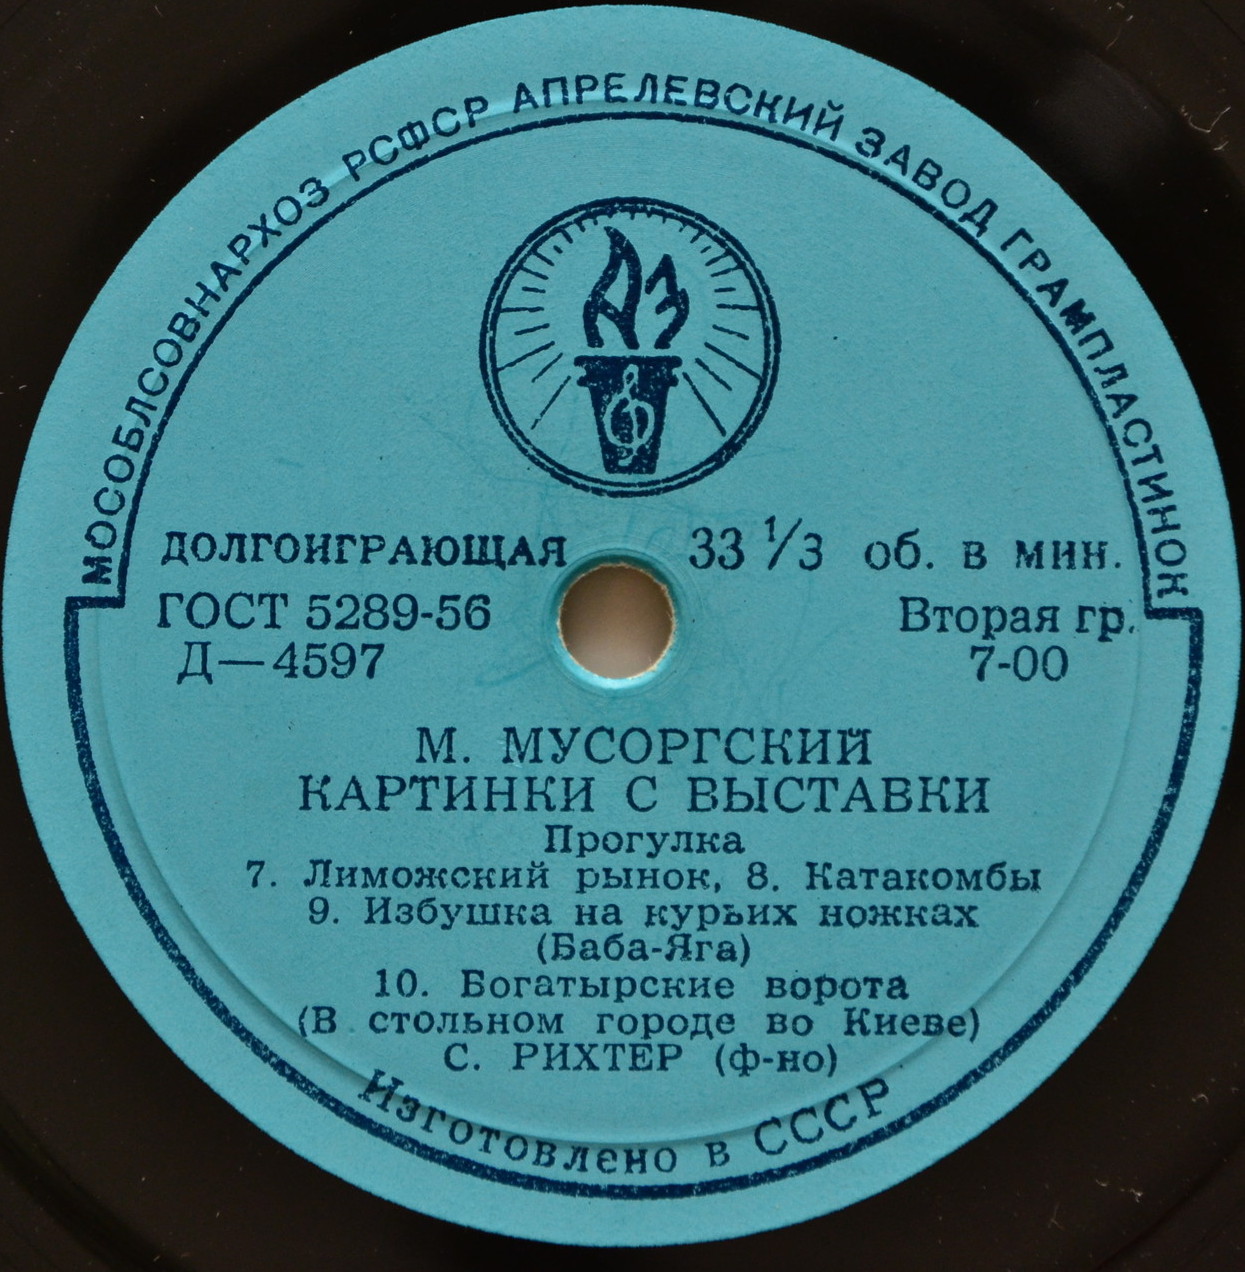 МОСОБЛСОВНАРХОЗ РСФСР АПРЕЛЕВСКИЙ ЗАВОД ГРАМПЛАСТИНОК
АЗ
ДОЛГОИГРАЮЩАЯ 33 1/3 об. в мин.
ГОСТ 5289-56 Вторая гр.
Д—4597 7-00
М. МУСОРГСКИЙ
КАРТИНКИ С ВЫСТАВКИ
Прогулка
7. Лиможский рынок, 8. Катакомбы
9. Избушка на курьих ножках
(Баба-Яга)
10. Богатырские ворота
(В стольном городе во Киеве)
С. РИХТЕР (ф-но)
Изготовлено в СССР